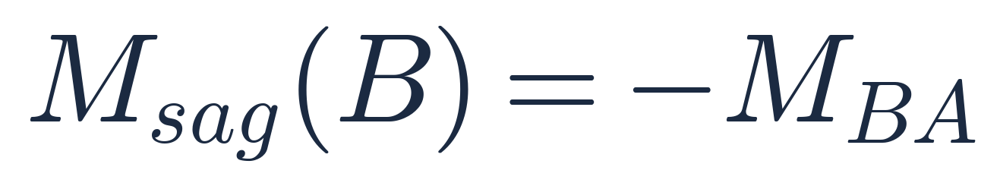 M_{sag}(B) = -M_{BA}